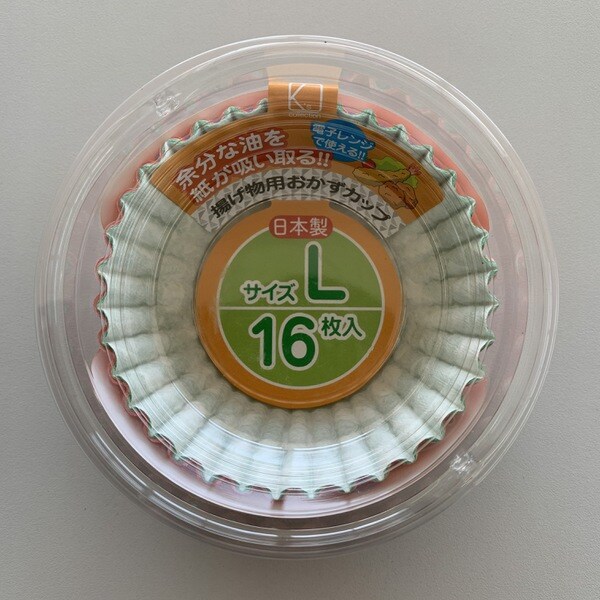 余分な油を
紙が吸い取る!!
電子レンジ
で使える!!
揚げ物用おかずカップ
日本製
サイズ L
16枚入